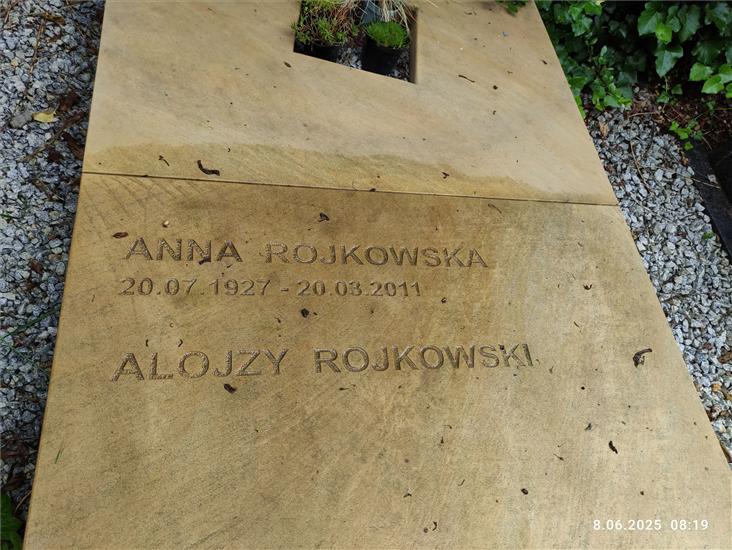 ANNA ROJKOWSKA
20.07.1927 - 20.03.2011
ALOJZY ROJKOWSKI
8.06.2025 08:19